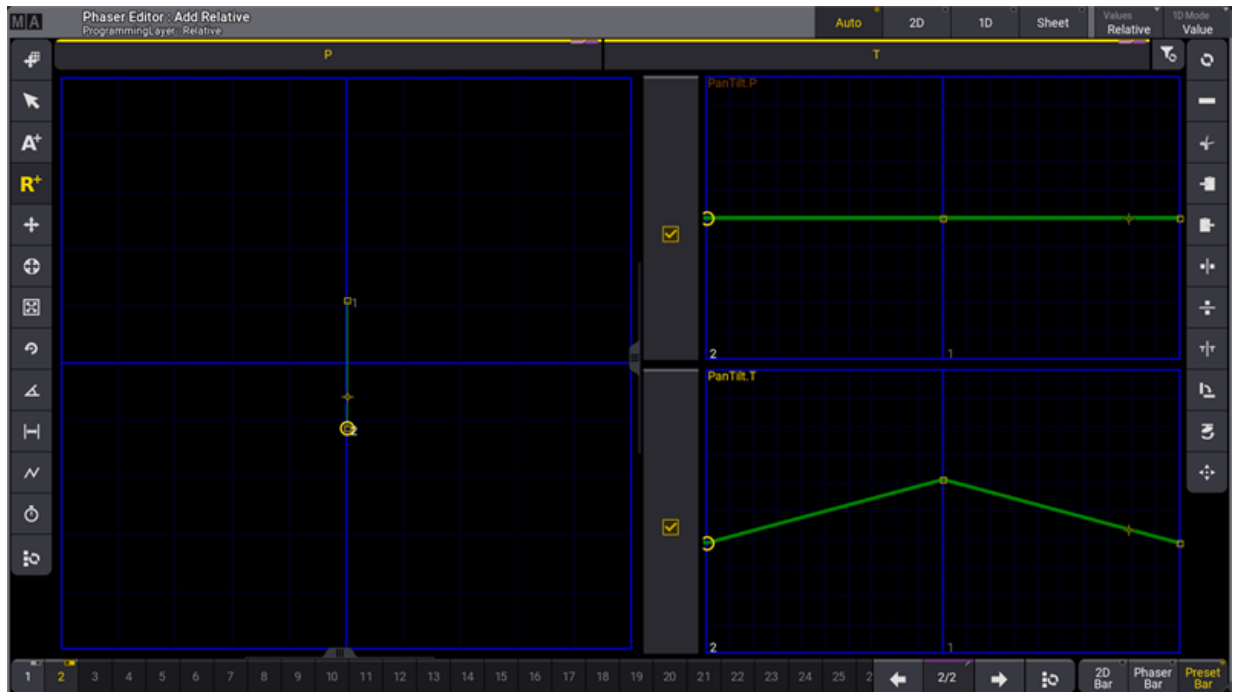 MA
Phaser Editor : Add Relative
ProgrammingLayer: Relative
Auto
2D
1D
Sheet
Values
Relative
1D Mode
Value
P
T
A+
R+
1
2
PanTilt.P
2
1
PanTilt.T
2
1
T T
1 2 3 4 5 6 7 8 9 10 11 12 13 14 15 16 17 18 19 20 21 22 23 24 25 2
2/2
2D
Bar
Phaser
Bar
Preset
Bar